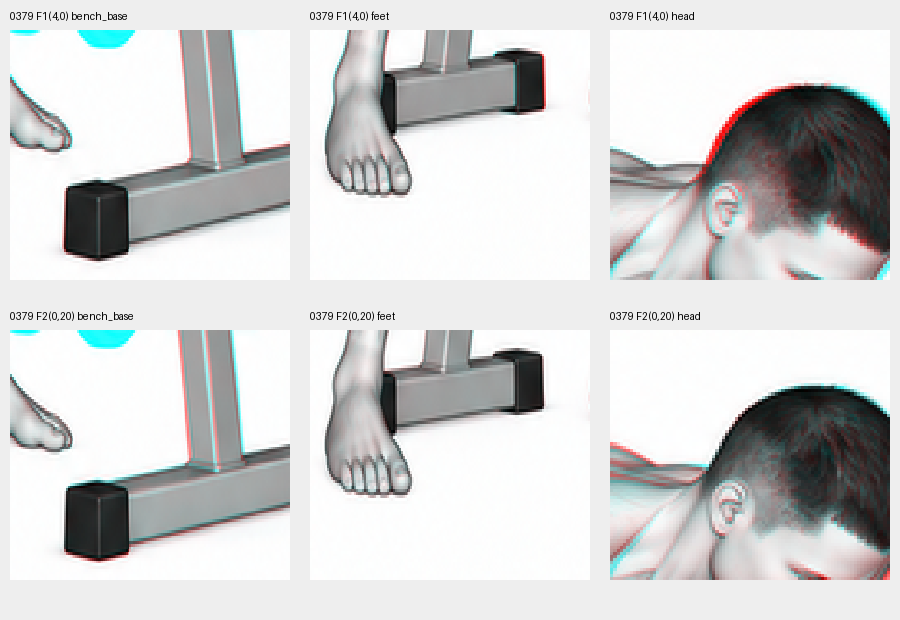 0379 F1(4,0) bench_base
0379 F1(4,0) feet
0379 F1(4,0) head
0379 F2(0,20) bench_base
0379 F2(0,20) feet
0379 F2(0,20) head